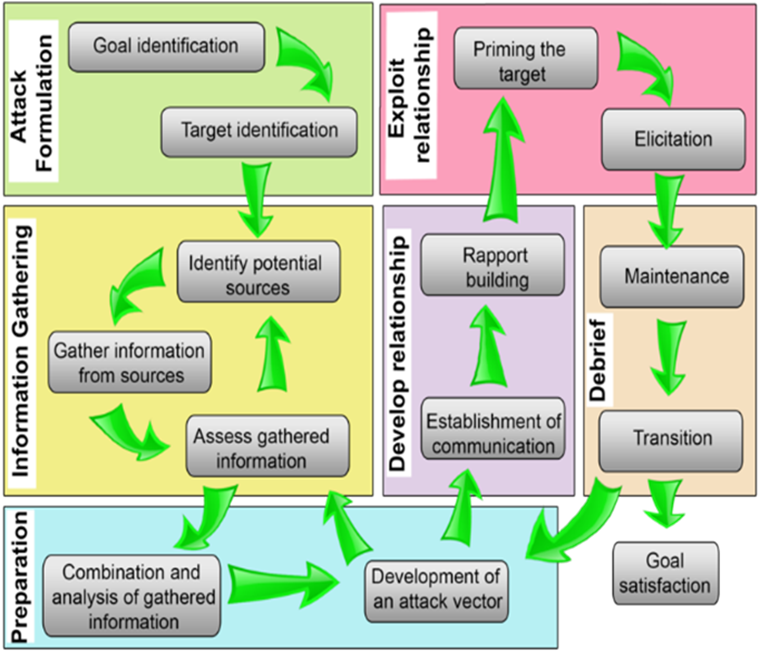 Attack
Formulation
Goal identification
Target identification
Information Gathering
Identify potential
sources
Gather information
from sources
Assess gathered
information
Preparation
Combination and
analysis of gathered
information
Development of
an attack vector
Develop relationship
Establishment of
communication
Rapport
building
Exploit
relationship
Priming the
target
Elicitation
Debrief
Maintenance
Transition
Goal
satisfaction